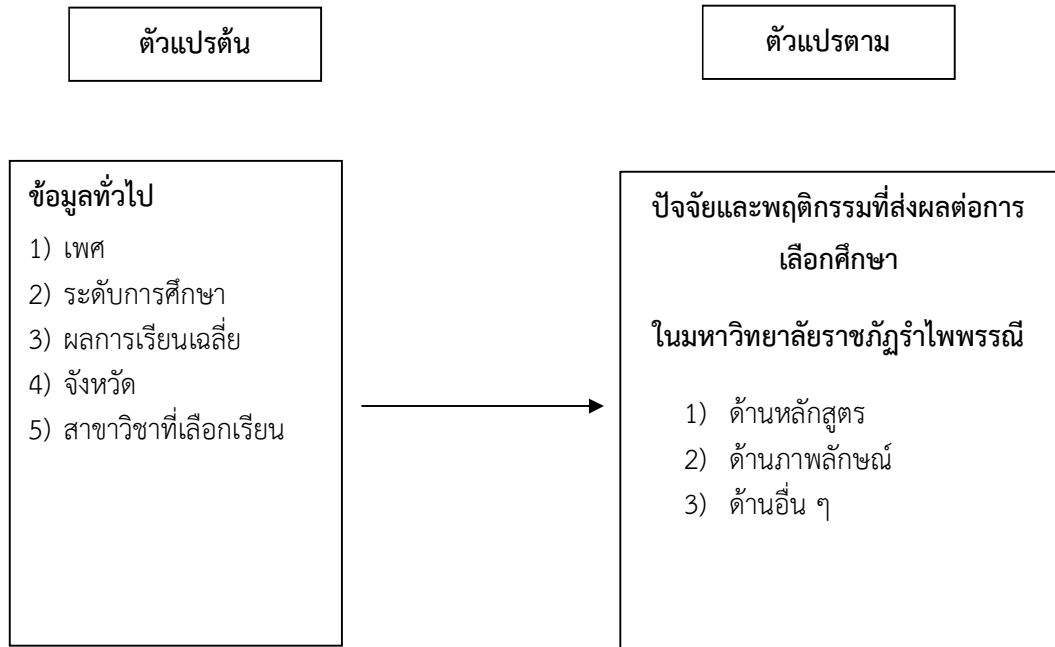 ตัวแปรต้น
ตัวแปรตาม
ข้อมูลทั่วไป
1) เพศ
2) ระดับการศึกษา
3) ผลการเรียนเฉลี่ย
4) จังหวัด
5) สาขาวิชาที่เลือกเรียน
ปัจจัยและพฤติกรรมที่ส่งผลต่อการ
เลือกศึกษา
ในมหาวิทยาลัยราชภัฏรำไพพรรณี
1) ด้านหลักสูตร
2) ด้านภาพลักษณ์
3) ด้านอื่น ๆ